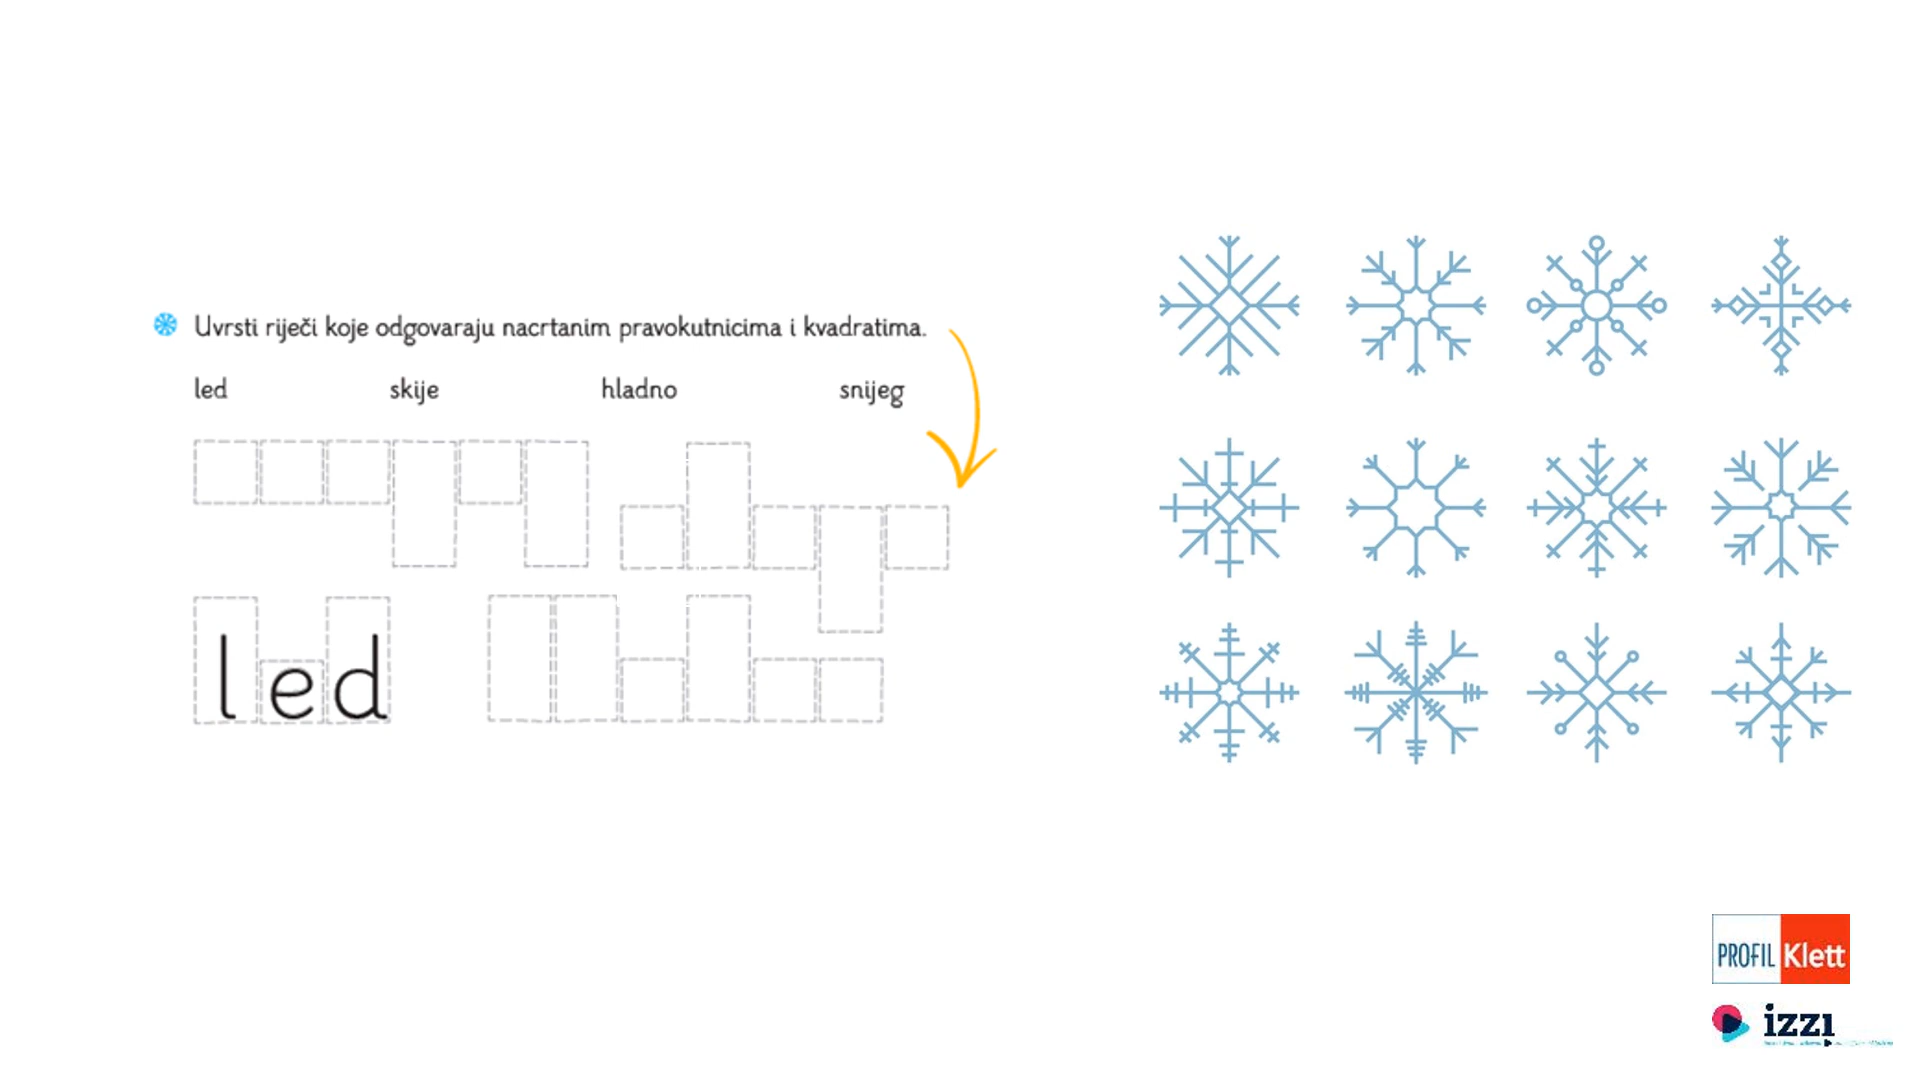 Uvrsti riječi koje odgovaraju nacrtanim pravokutnicima i kvadratima.
led skije hladno snijeg
led
PROFIL Klett
izzi